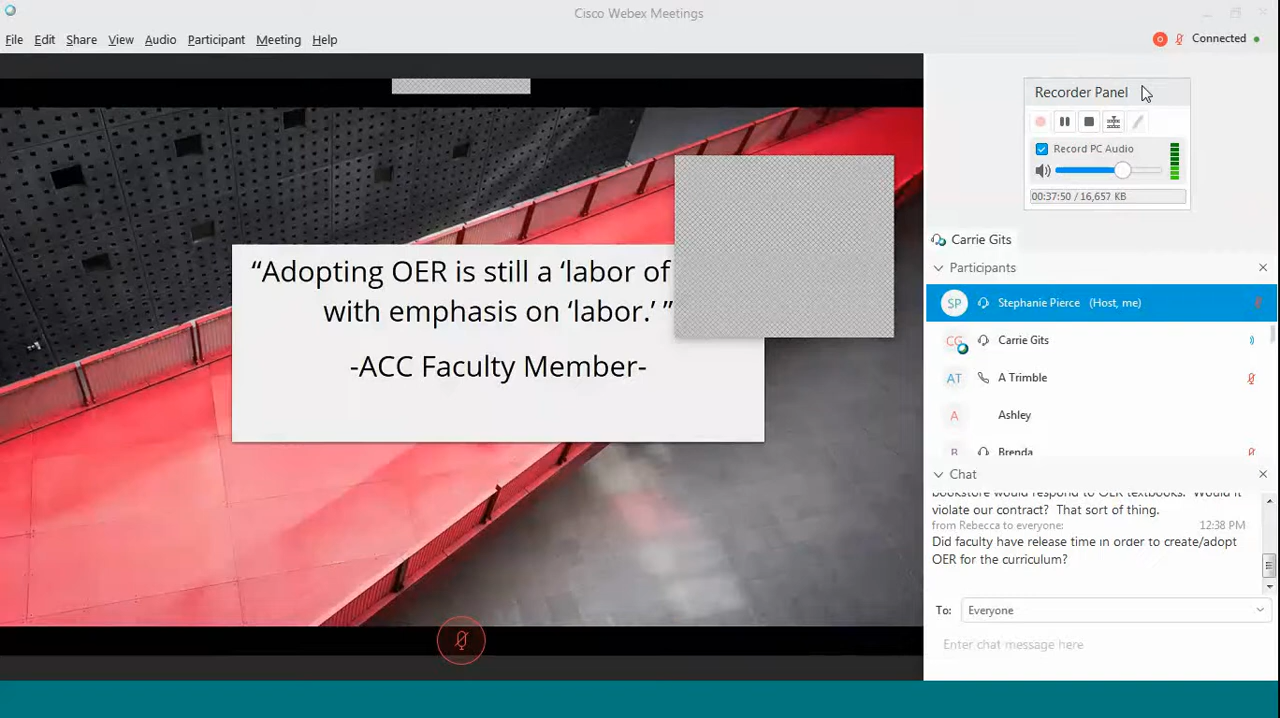 Cisco Webex Meetings
File Edit Share View Audio Participant Meeting Help
Connected
Recorder Panel
Record PC Audio
00:37:50 / 16,657 KB
“Adopting OER is still a ‘labor of
with emphasis on ‘labor.’ ”
-ACC Faculty Member-
Carrie Gits
Participants
SP Stephanie Pierce (Host, me)
CG Carrie Gits
AT A Trimble
A Ashley
B Brenda
Chat
bookstore would respond to OER textbooks. Would it
violate our contract? That sort of thing.
from Rebecca to everyone: 12:38 PM
Did faculty have release time in order to create/adopt
OER for the curriculum?
To: Everyone
Enter chat message here